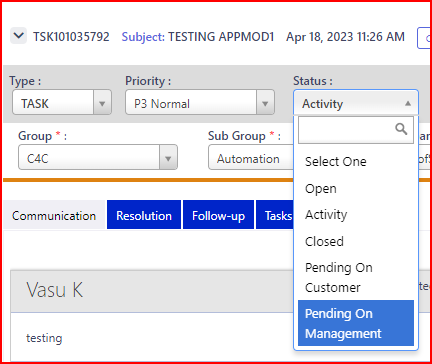 TSK101035792 Subject: TESTING APPMOD1 Apr 18, 2023 11:26 AM
Type : Priority : Status :
TASK P3 Normal Activity
Group * : Sub Group * :
C4C Automation
Select One
Open
Activity
Closed
Pending On
Customer
Pending On
Management
Communication Resolution Follow-up Tasks
Vasu K
testing